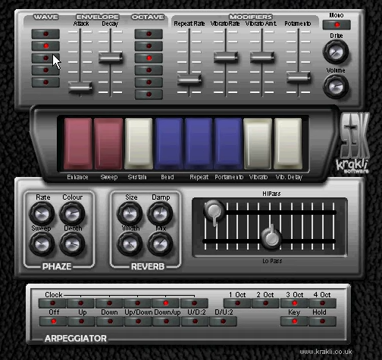 WAVE ENVELOPE OCTAVE MODIFIERS Mono
Attack Decay Repeat Rate Vibrato Rate Vibrato Amt. Portamento
Drive
Volume
SIX
krakli
software
Enhance Sweep Sustain Bend Repeat Portamento Vibrato Vib. Delay
Rate Colour Size Damp HiPass
Sweep Depth Width Mix
PHAZE REVERB Lo Pass
Clock 1 Oct 2 Oct 3 Oct 4 Oct
Off Up Down Up/Down Down/up U/D:2 D/U:2 Key Hold
ARPEGGIATOR
www.krakli.co.uk